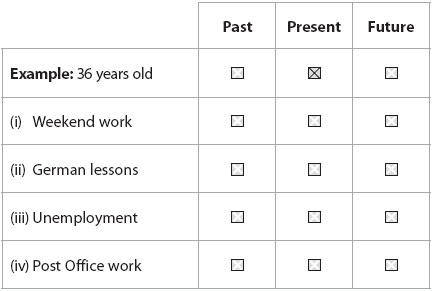 Past Present Future
Example: 36 years old
(i) Weekend work
(ii) German lessons
(iii) Unemployment
(iv) Post Office work